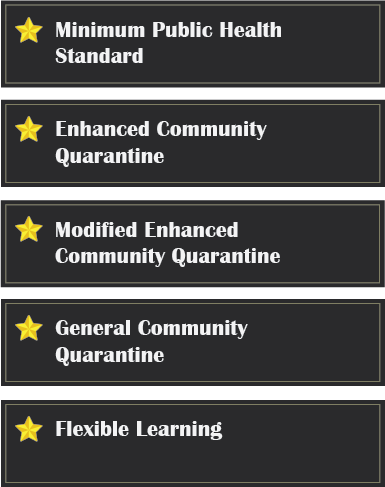 Minimum Public Health
Standard
Enhanced Community
Quarantine
Modified Enhanced
Community Quarantine
General Community
Quarantine
Flexible Learning